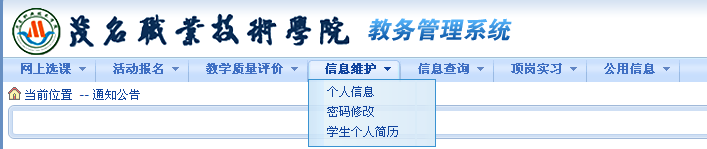 茂名職業技術學院 教务管理系统
网上选课 活动报名 教学质量评价 信息维护 信息查询 顶岗实习 公用信息
个人信息
当前位置 -- 通知公告
密码修改
学生个人简历